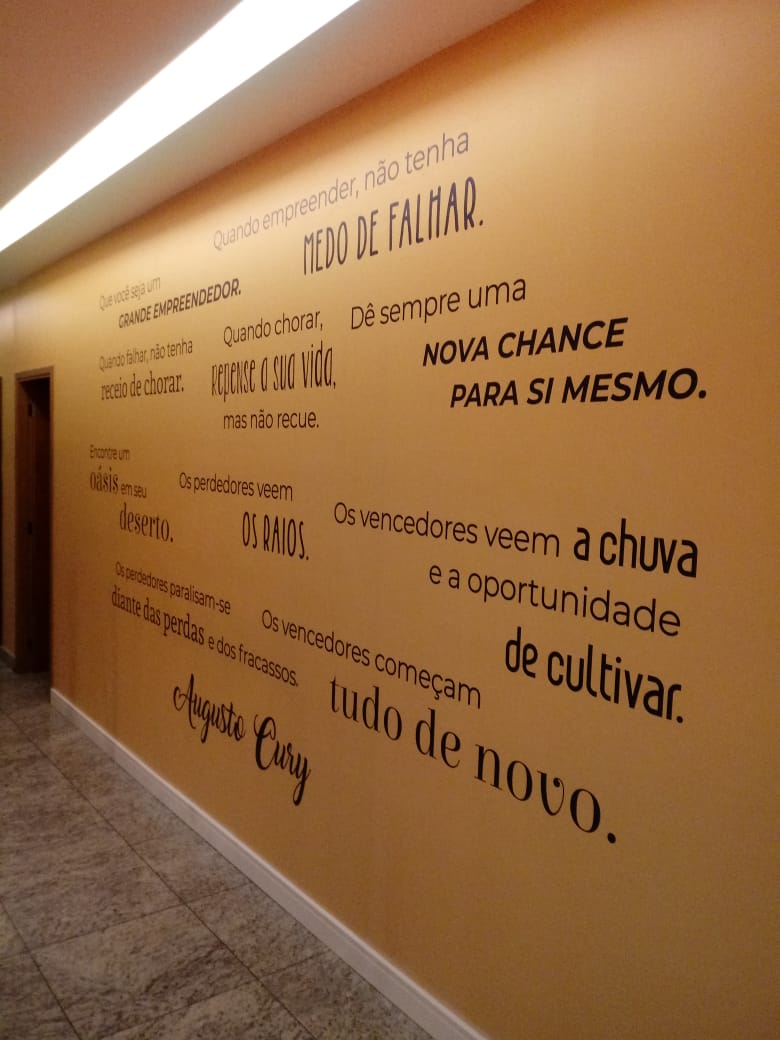 Que você seja um
GRANDE EMPREENDEDOR.
Quando empreender, não tenha
MEDO DE FALHAR.
Quando falhar, não tenha
receio de chorar.
Quando chorar,
repense a sua vida,
mas não recue.
Dê sempre uma
NOVA CHANCE
PARA SI MESMO.
Encontre um
oásis em seu
deserto.
Os perdedores veem
OS RAIOS.
Os vencedores veem a chuva
e a oportunidade
de cultivar.
Os perdedores paralisam-se
diante das perdas e dos fracassos.
Os vencedores começam
tudo de novo.
Augusto Cury